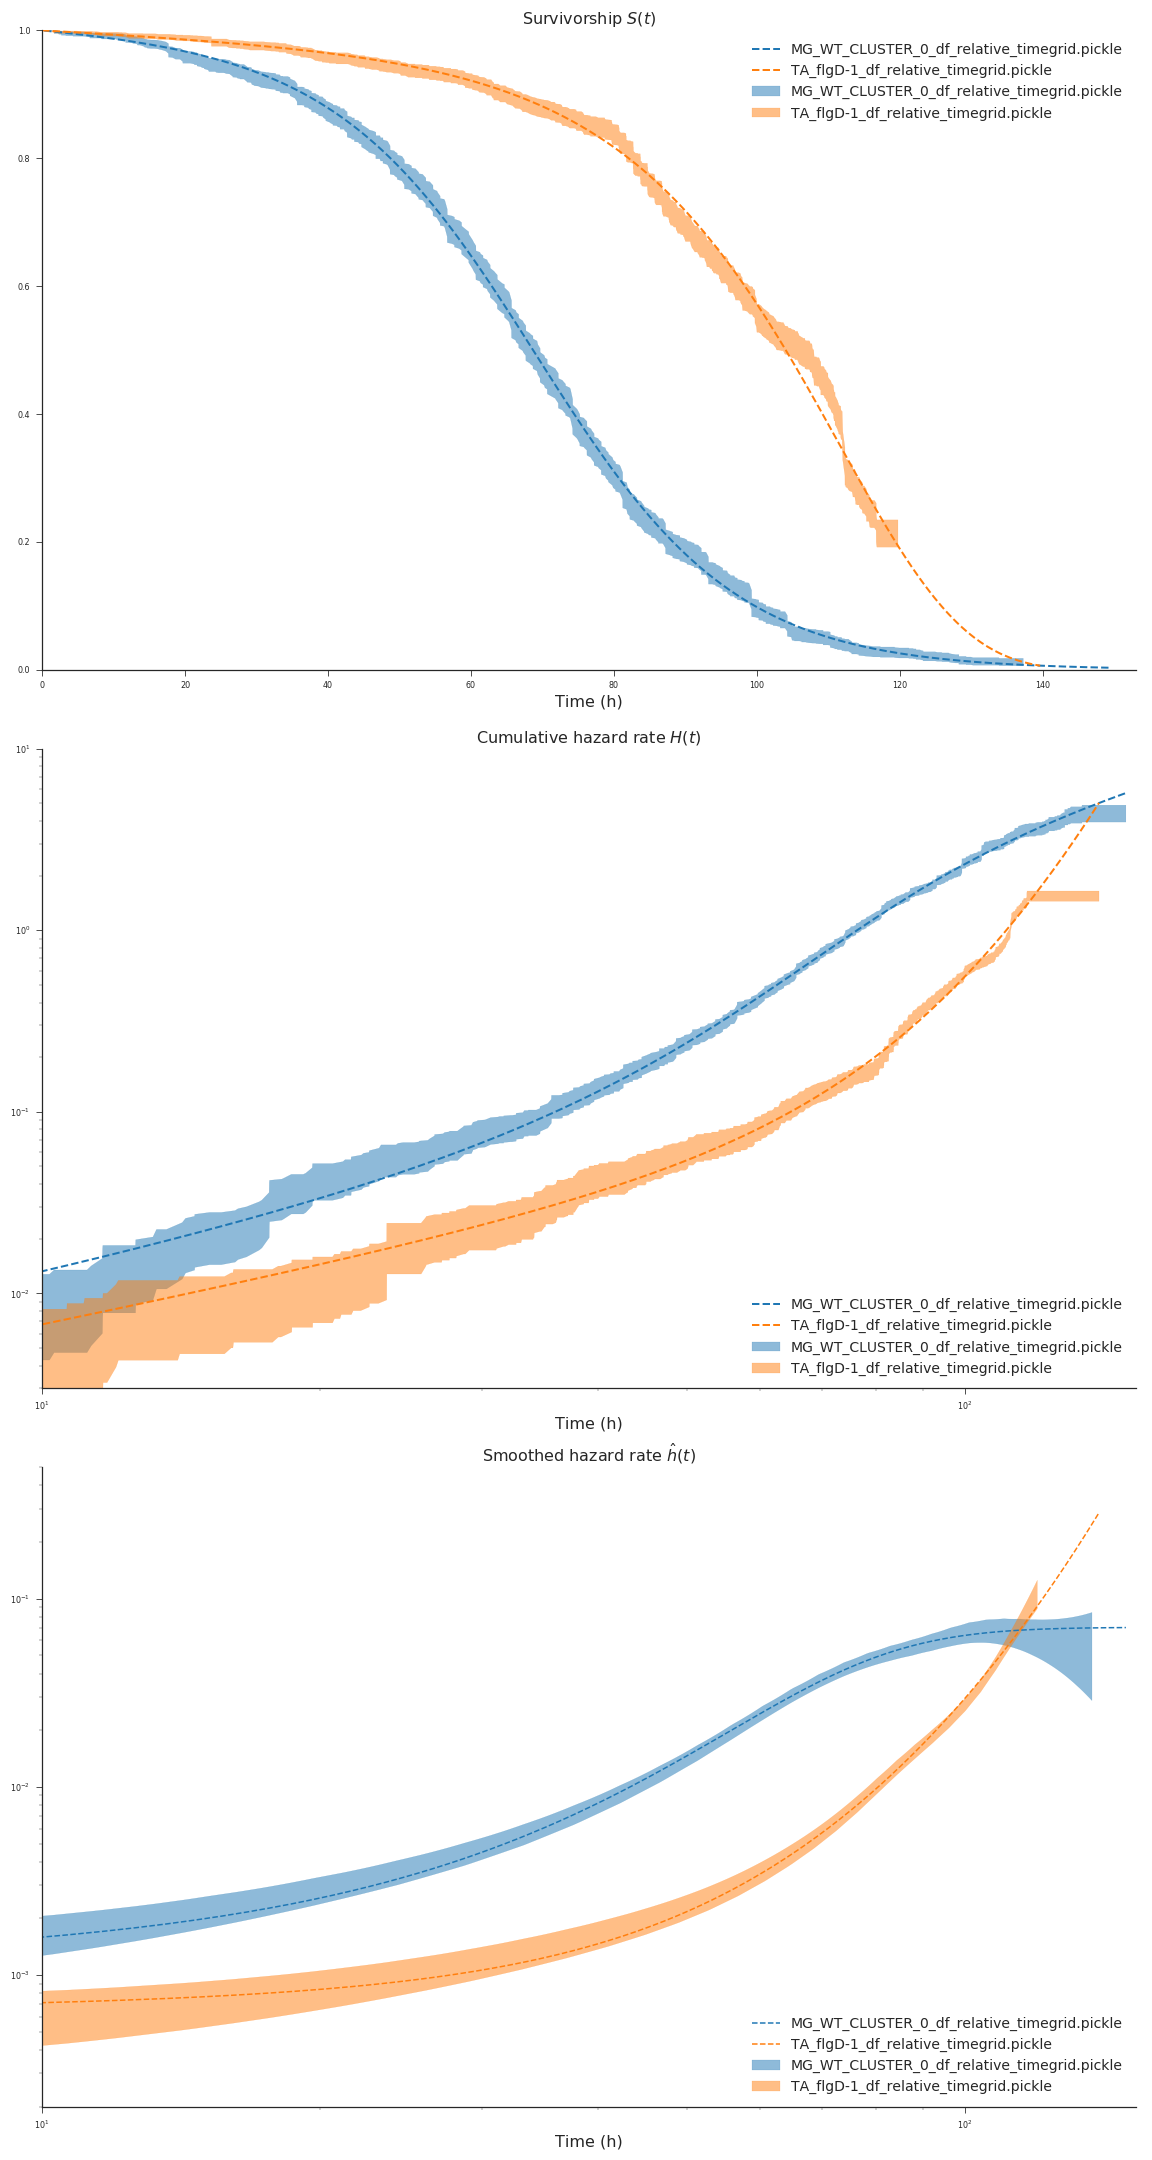 Survivorship S(t)
1.0
0.8
0.6
0.4
0.2
0.0
MG_WT_CLUSTER_0_df_relative_timegrid.pickle
TA_flgD-1_df_relative_timegrid.pickle
MG_WT_CLUSTER_0_df_relative_timegrid.pickle
TA_flgD-1_df_relative_timegrid.pickle
0 20 40 60 80 100 120 140
Time (h)
Cumulative hazard rate H(t)
10¹
10⁰
10⁻¹
10⁻²
MG_WT_CLUSTER_0_df_relative_timegrid.pickle
TA_flgD-1_df_relative_timegrid.pickle
MG_WT_CLUSTER_0_df_relative_timegrid.pickle
TA_flgD-1_df_relative_timegrid.pickle
10¹ 10²
Time (h)
Smoothed hazard rate ĥ(t)
10⁻¹
10⁻²
10⁻³
MG_WT_CLUSTER_0_df_relative_timegrid.pickle
TA_flgD-1_df_relative_timegrid.pickle
MG_WT_CLUSTER_0_df_relative_timegrid.pickle
TA_flgD-1_df_relative_timegrid.pickle
10¹ 10²
Time (h)